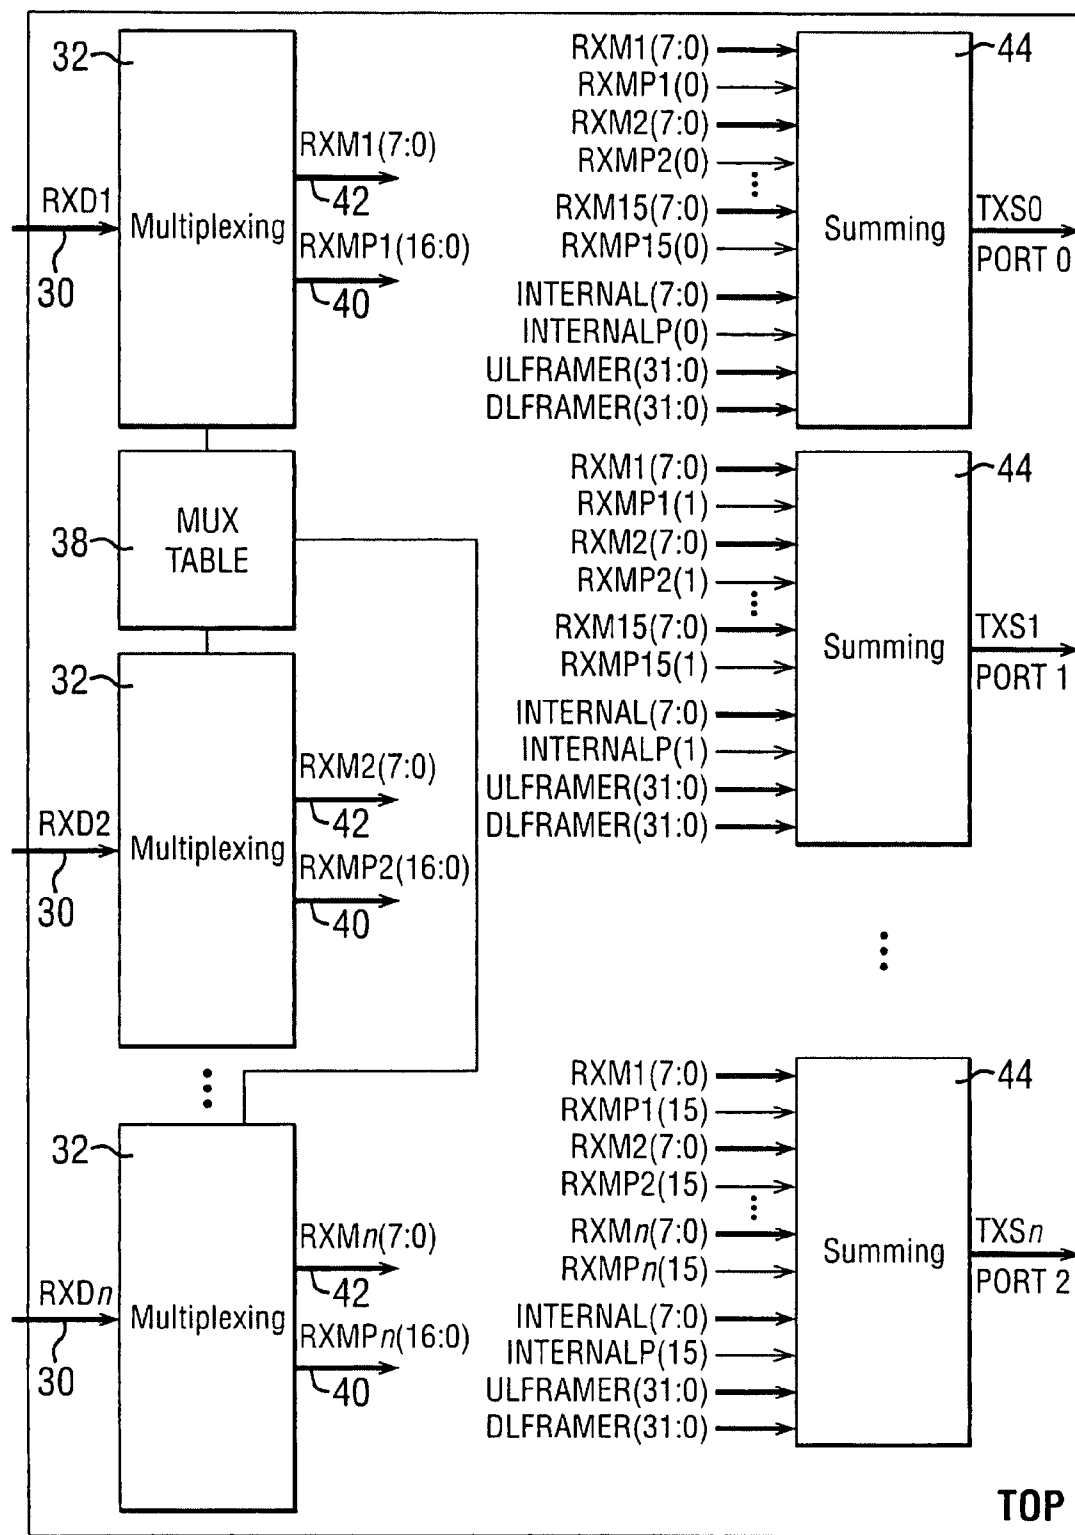 32
RXD1
30
Multiplexing
RXM1(7:0)
42
RXMP1(16:0)
40
38
MUX
TABLE
32
RXD2
30
Multiplexing
RXM2(7:0)
42
RXMP2(16:0)
40
32
RXDn
30
Multiplexing
RXMn(7:0)
42
RXMPn(16:0)
40
RXM1(7:0)
RXMP1(0)
RXM2(7:0)
RXMP2(0)
RXM15(7:0)
RXMP15(0)
INTERNAL(7:0)
INTERNALP(0)
ULFRAMER(31:0)
DLFRAMER(31:0)
44
Summing
TXS0
PORT 0
RXM1(7:0)
RXMP1(1)
RXM2(7:0)
RXMP2(1)
RXM15(7:0)
RXMP15(1)
INTERNAL(7:0)
INTERNALP(1)
ULFRAMER(31:0)
DLFRAMER(31:0)
44
Summing
TXS1
PORT 1
RXM1(7:0)
RXMP1(15)
RXM2(7:0)
RXMP2(15)
RXMn(7:0)
RXMPn(15)
INTERNAL(7:0)
INTERNALP(15)
ULFRAMER(31:0)
DLFRAMER(31:0)
44
Summing
TXSn
PORT 2
TOP